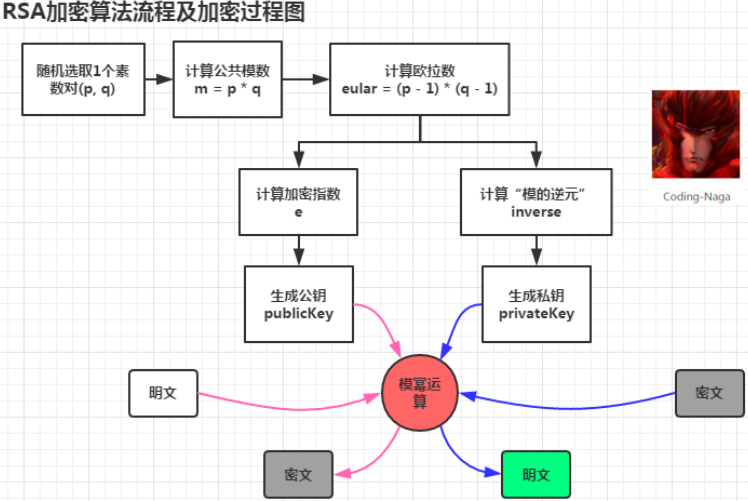 RSA加密算法流程及加密过程图
随机选取1个素
数对(p, q)
计算公共模数
m = p * q
计算欧拉数
eular = (p - 1) * (q - 1)
Coding-Naga
计算加密指数
e
计算“模的逆元”
inverse
生成公钥
publicKey
生成私钥
privateKey
明文
模幂运
算
密文
密文
明文